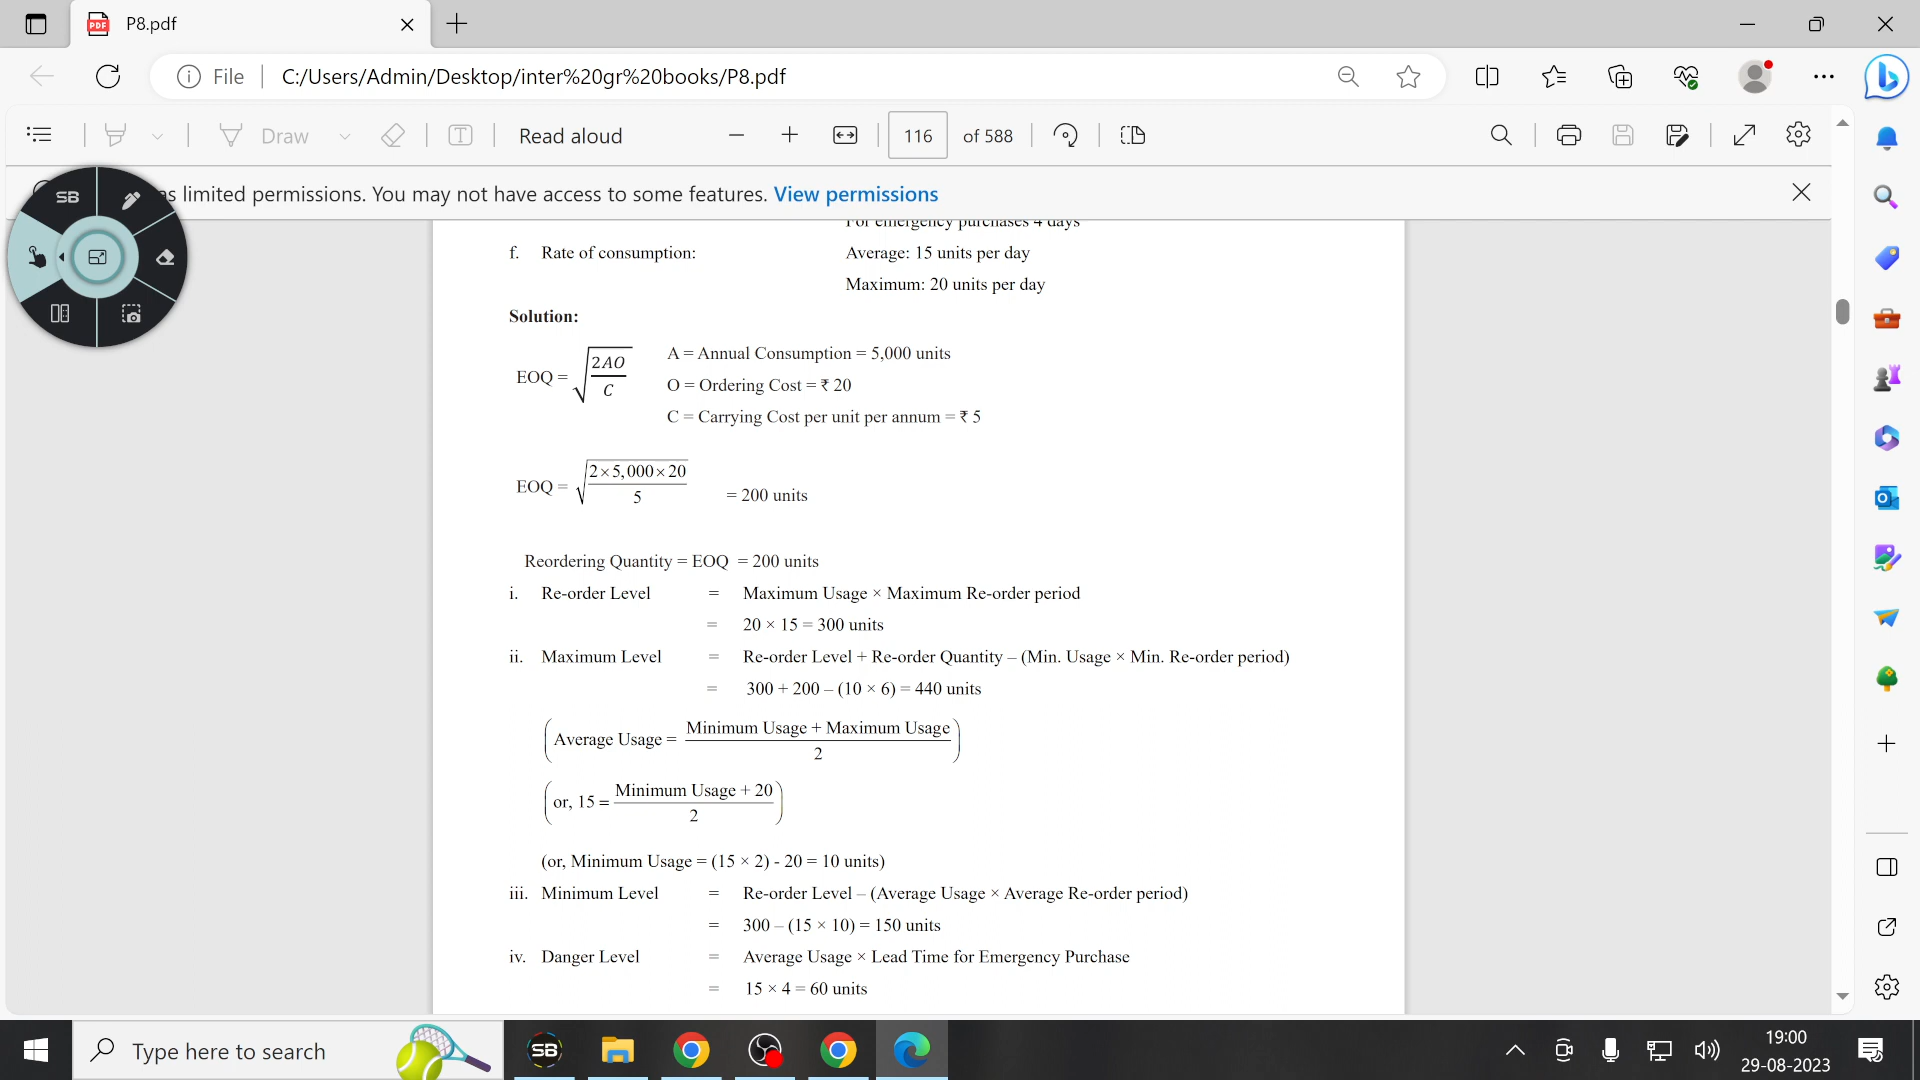 P8.pdf
File
C:/Users/Admin/Desktop/inter%20gr%20books/P8.pdf
Draw
Read aloud
116 of 588
SB
as limited permissions. You may not have access to some features. View permissions
For emergency purchases 4 days
f. Rate of consumption: Average: 15 units per day
Maximum: 20 units per day
Solution:
EOQ = √(2AO / C)
A = Annual Consumption = 5,000 units
O = Ordering Cost = ₹ 20
C = Carrying Cost per unit per annum = ₹ 5
EOQ = √(2×5,000×20 / 5) = 200 units
Reordering Quantity = EOQ = 200 units
i. Re-order Level = Maximum Usage × Maximum Re-order period
= 20 × 15 = 300 units
ii. Maximum Level = Re-order Level + Re-order Quantity – (Min. Usage × Min. Re-order period)
= 300 + 200 – (10 × 6) = 440 units
(Average Usage = Minimum Usage + Maximum Usage / 2)
(or, 15 = Minimum Usage + 20 / 2)
(or, Minimum Usage = (15 × 2) - 20 = 10 units)
iii. Minimum Level = Re-order Level – (Average Usage × Average Re-order period)
= 300 – (15 × 10) = 150 units
iv. Danger Level = Average Usage × Lead Time for Emergency Purchase
= 15 × 4 = 60 units
Type here to search
SB
19:00
29-08-2023